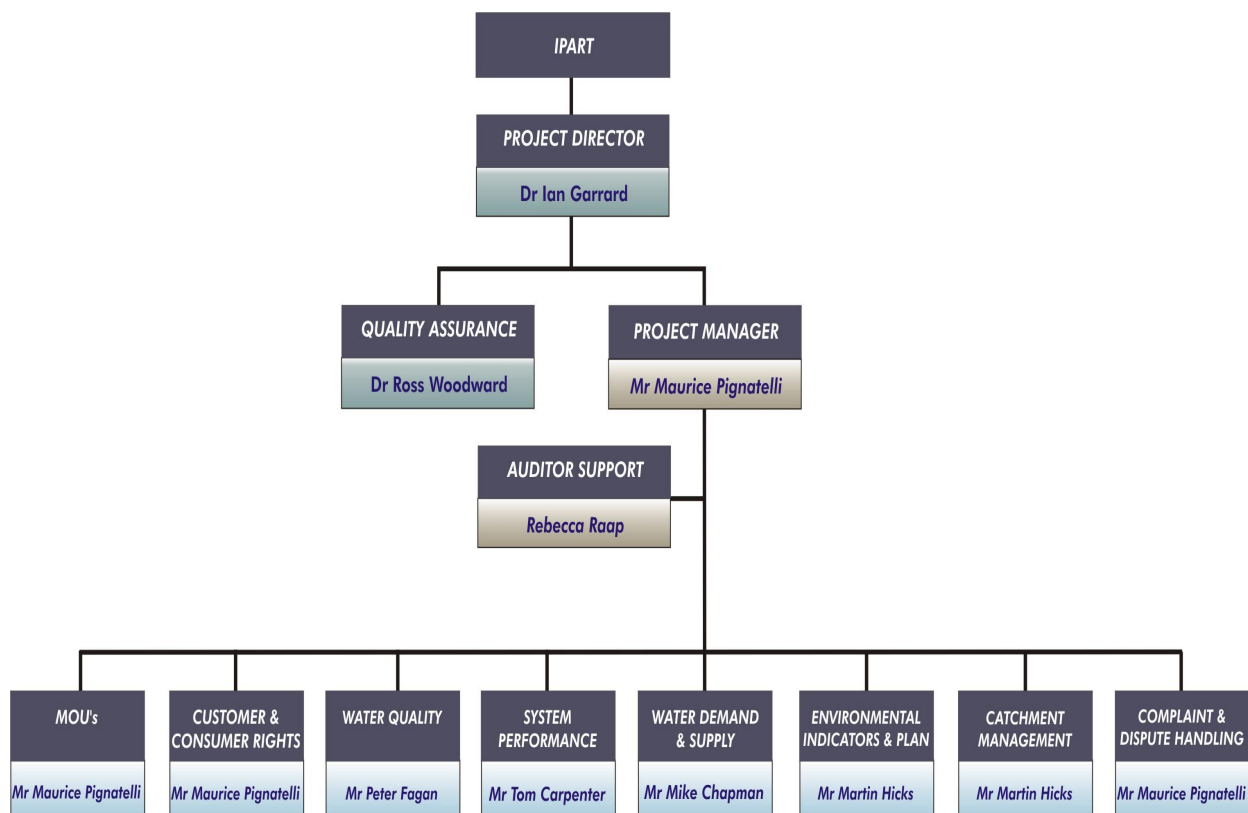 IPART
PROJECT DIRECTOR
Dr Ian Garrard
QUALITY ASSURANCE
Dr Ross Woodward
PROJECT MANAGER
Mr Maurice Pignatelli
AUDITOR SUPPORT
Rebecca Raap
MOU's
Mr Maurice Pignatelli
CUSTOMER &
CONSUMER RIGHTS
Mr Maurice Pignatelli
WATER QUALITY
Mr Peter Fagan
SYSTEM
PERFORMANCE
Mr Tom Carpenter
WATER DEMAND
& SUPPLY
Mr Mike Chapman
ENVIRONMENTAL
INDICATORS & PLAN
Mr Martin Hicks
CATCHMENT
MANAGEMENT
Mr Martin Hicks
COMPLAINT &
DISPUTE HANDLING
Mr Maurice Pignatelli